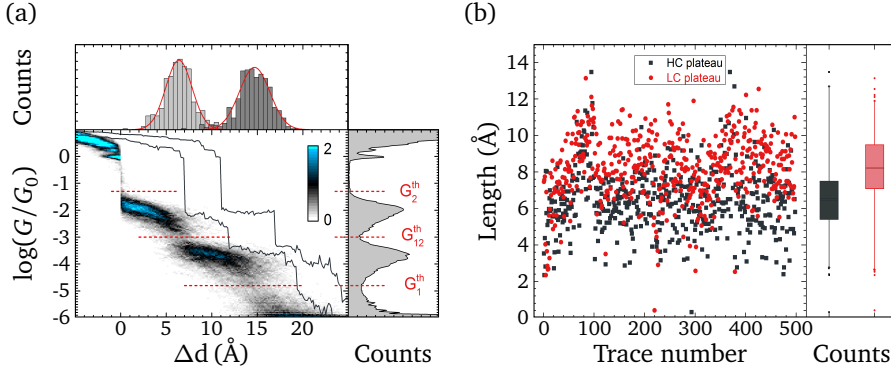 (a)
(b)
Counts
log(G/G₀)
0
-1
-2
-3
-4
-5
-6
2
0
G₂ᵗʰ
G₁₂ᵗʰ
G₁ᵗʰ
0 5 10 15 20
Δd (Å)
Counts
HC plateau
LC plateau
Length (Å)
14
12
10
8
6
4
2
0
0 100 200 300 400 500
Trace number
Counts